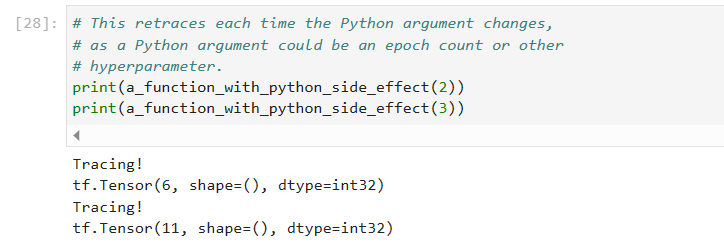 [28]: # This retraces each time the Python argument changes,
# as a Python argument could be an epoch count or other
# hyperparameter.
print(a_function_with_python_side_effect(2))
print(a_function_with_python_side_effect(3))
Tracing!
tf.Tensor(6, shape=(), dtype=int32)
Tracing!
tf.Tensor(11, shape=(), dtype=int32)